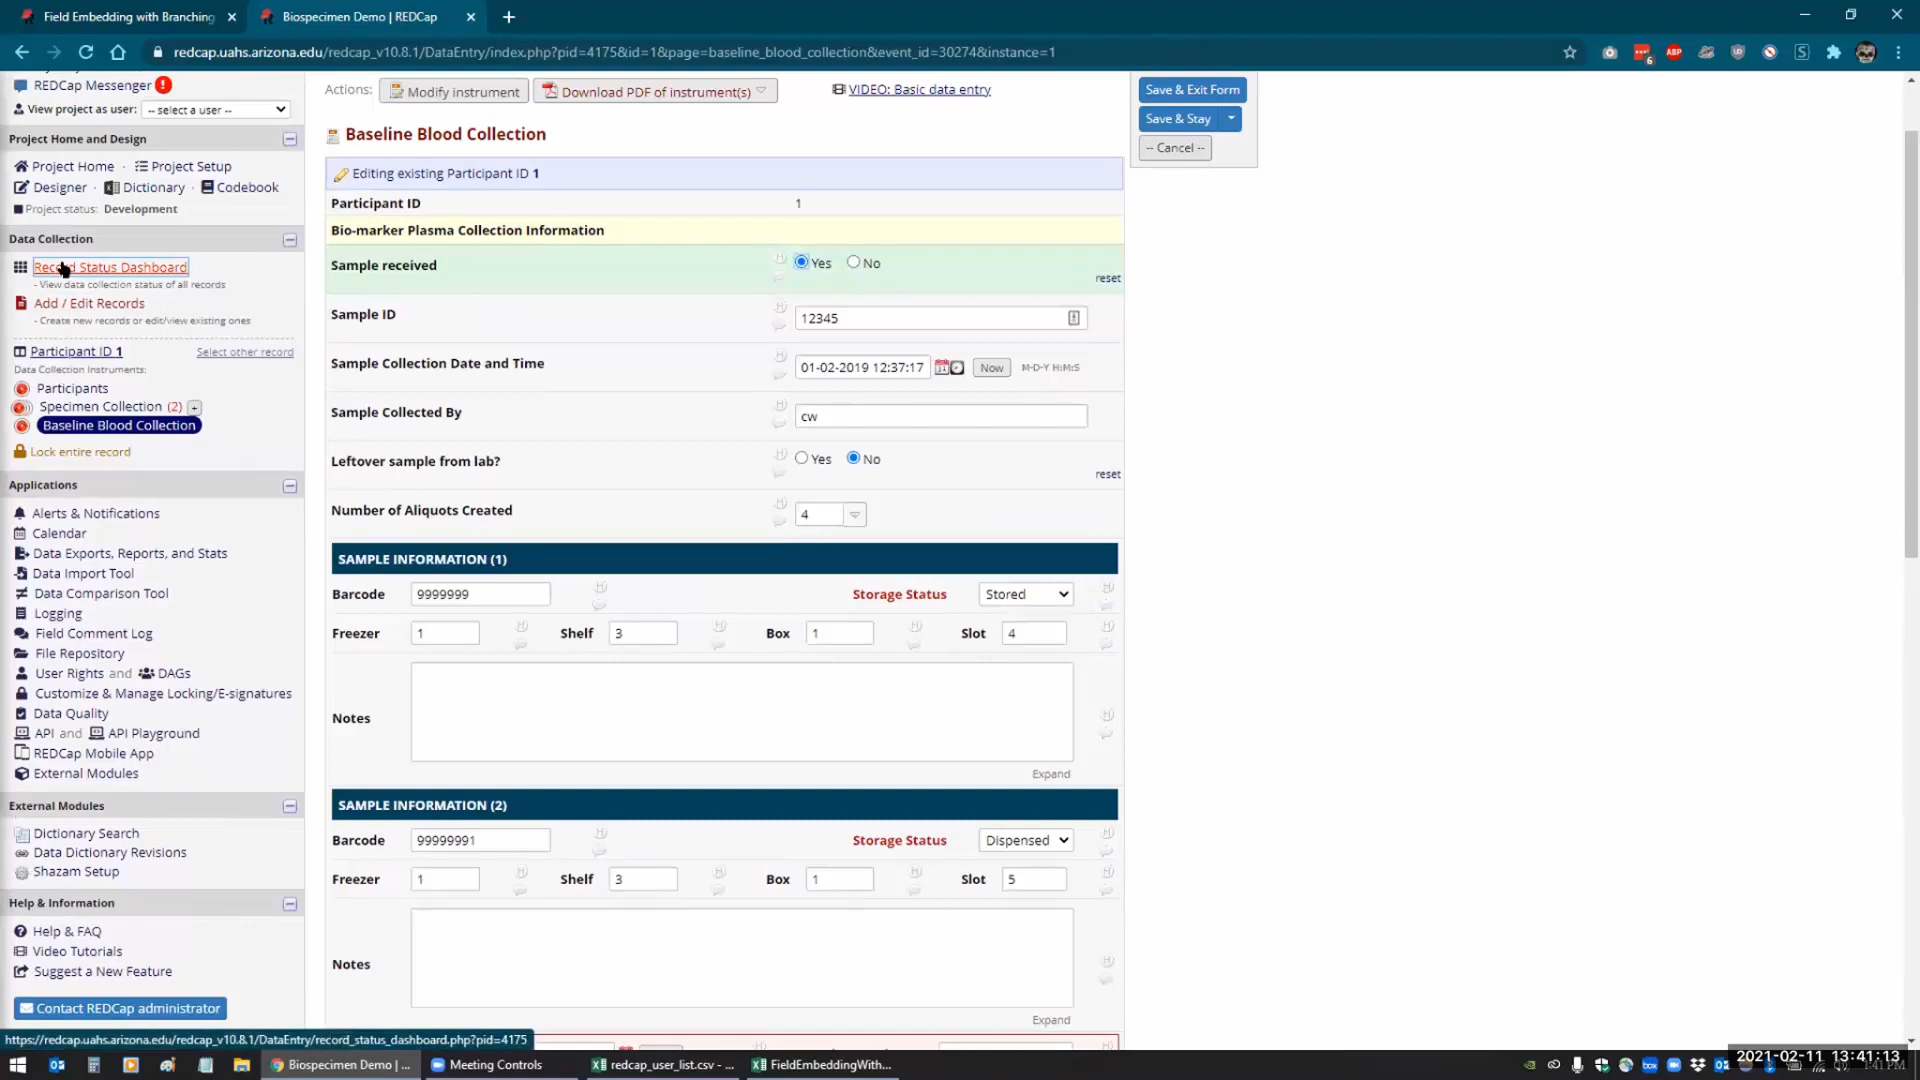 Field Embedding with Branching
Biospecimen Demo | REDCap
redcap.uahs.arizona.edu/redcap_v10.8.1/DataEntry/index.php?pid=4175&id=1&page=baseline_blood_collection&event_id=30274&instance=1
REDCap Messenger
View project as user: -- select a user --
Project Home and Design
Project Home · Project Setup
Designer · Dictionary · Codebook
Project status: Development
Data Collection
Record Status Dashboard
- View data collection status of all records
Add / Edit Records
- Create new records or edit/view existing ones
Participant ID 1 Select other record
Data Collection Instruments:
Participants
Specimen Collection (2) +
Baseline Blood Collection
Lock entire record
Applications
Alerts & Notifications
Calendar
Data Exports, Reports, and Stats
Data Import Tool
Data Comparison Tool
Logging
Field Comment Log
File Repository
User Rights and DAGs
Customize & Manage Locking/E-signatures
Data Quality
API and API Playground
REDCap Mobile App
External Modules
External Modules
Dictionary Search
Data Dictionary Revisions
Shazam Setup
Help & Information
Help & FAQ
Video Tutorials
Suggest a New Feature
Contact REDCap administrator
https://redcap.uahs.arizona.edu/redcap_v10.8.1/DataEntry/record_status_dashboard.php?pid=4175
Actions: Modify instrument Download PDF of instrument(s) VIDEO: Basic data entry
Save & Exit Form
Save & Stay
-- Cancel --
Baseline Blood Collection
Editing existing Participant ID 1
Participant ID 1
Bio-marker Plasma Collection Information
Sample received Yes No
reset
Sample ID 12345
Sample Collection Date and Time 01-02-2019 12:37:17 Now M-D-Y H:M:S
Sample Collected By cw
Leftover sample from lab? Yes No
reset
Number of Aliquots Created 4
SAMPLE INFORMATION (1)
Barcode 9999999 Storage Status Stored
Freezer 1 Shelf 3 Box 1 Slot 4
Notes
Expand
SAMPLE INFORMATION (2)
Barcode 99999991 Storage Status Dispensed
Freezer 1 Shelf 3 Box 1 Slot 5
Notes
Expand
Biospecimen Demo | ... Meeting Controls redcap_user_list.csv - ... FieldEmbeddingWith...
2021-02-11 13:41:13